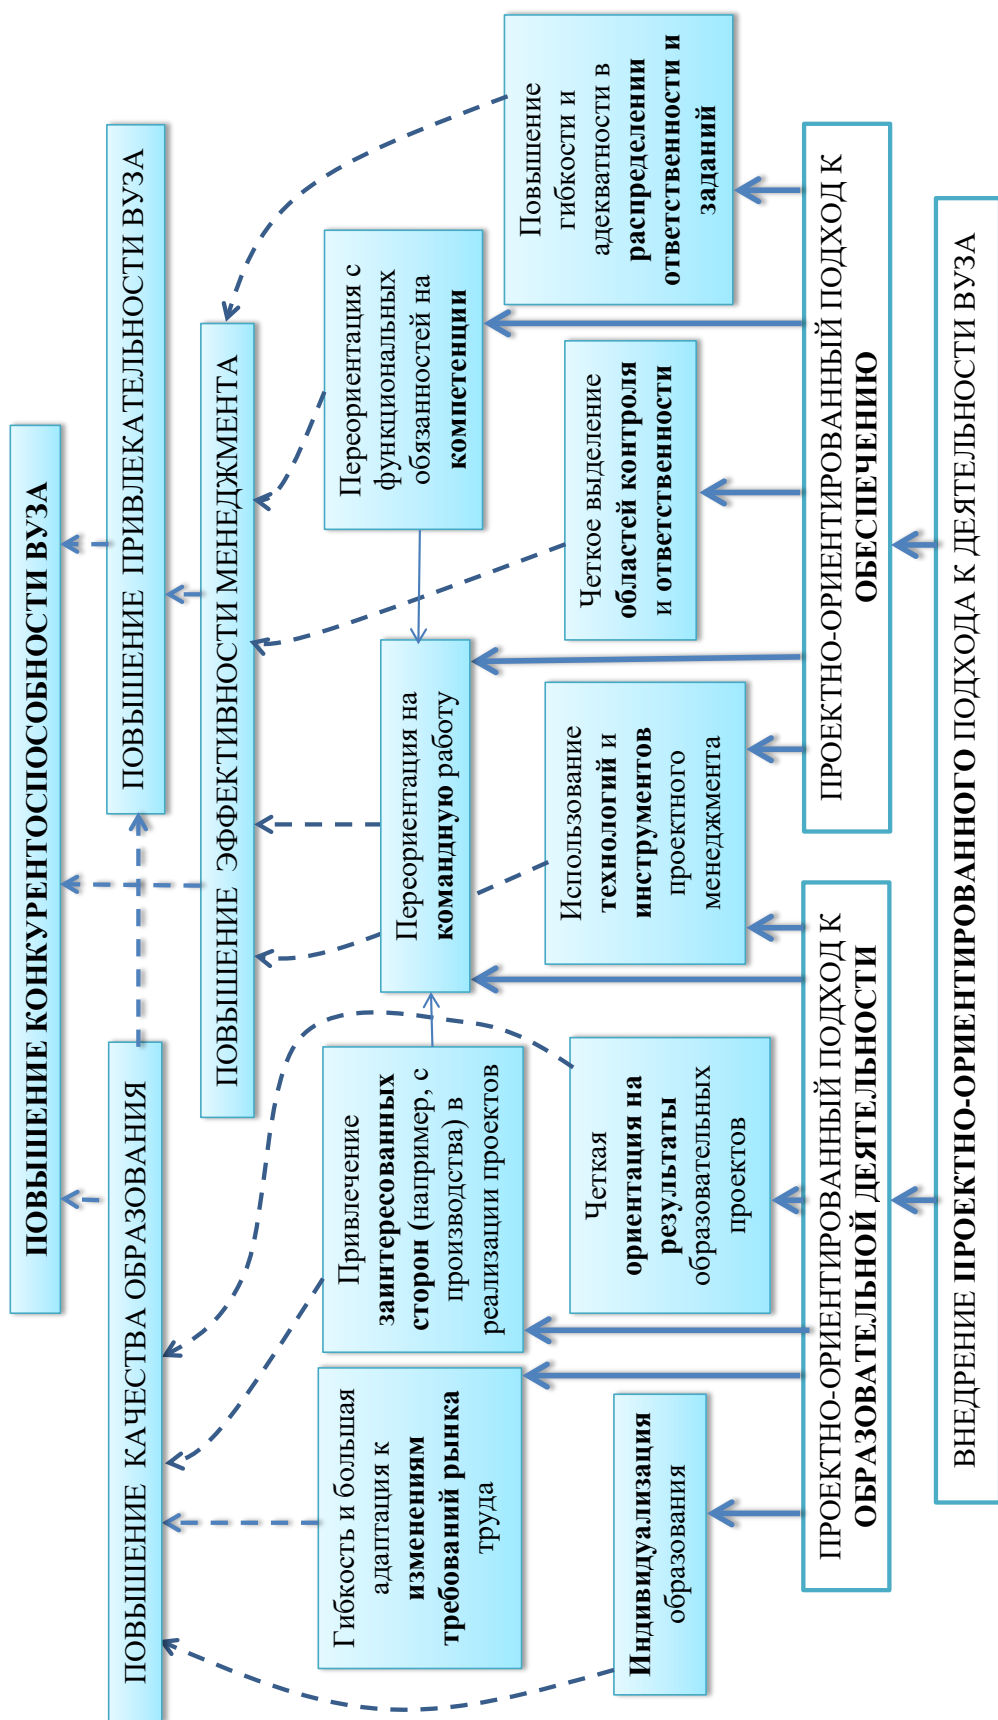 ПОВЫШЕНИЕ КОНКУРЕНТОСПОСОБНОСТИ ВУЗА
ПОВЫШЕНИЕ КАЧЕСТВА ОБРАЗОВАНИЯ
ПОВЫШЕНИЕ ПРИВЛЕКАТЕЛЬНОСТИ ВУЗА
ПОВЫШЕНИЕ ЭФФЕКТИВНОСТИ МЕНЕДЖМЕНТА
Гибкость и большая
адаптация к
изменениям
требований рынка
труда
Привлечение
заинтересованных
сторон (например, с
производства) в
реализации проектов
Переориентация на
командную работу
Переориентация с
функциональных
обязанностей на
компетенции
Индивидуализация
образования
Четкая
ориентация на
результаты
образовательных
проектов
Использование
технологий и
инструментов
проектного
менеджмента
Четкое выделение
областей контроля
и ответственности
Повышение
гибкости и
адекватности в
распределении
ответственности и
заданий
ПРОЕКТНО-ОРИЕНТИРОВАННЫЙ ПОДХОД К
ОБРАЗОВАТЕЛЬНОЙ ДЕЯТЕЛЬНОСТИ
ПРОЕКТНО-ОРИЕНТИРОВАННЫЙ ПОДХОД К
ОБЕСПЕЧЕНИЮ
ВНЕДРЕНИЕ ПРОЕКТНО-ОРИЕНТИРОВАННОГО ПОДХОДА К ДЕЯТЕЛЬНОСТИ ВУЗА